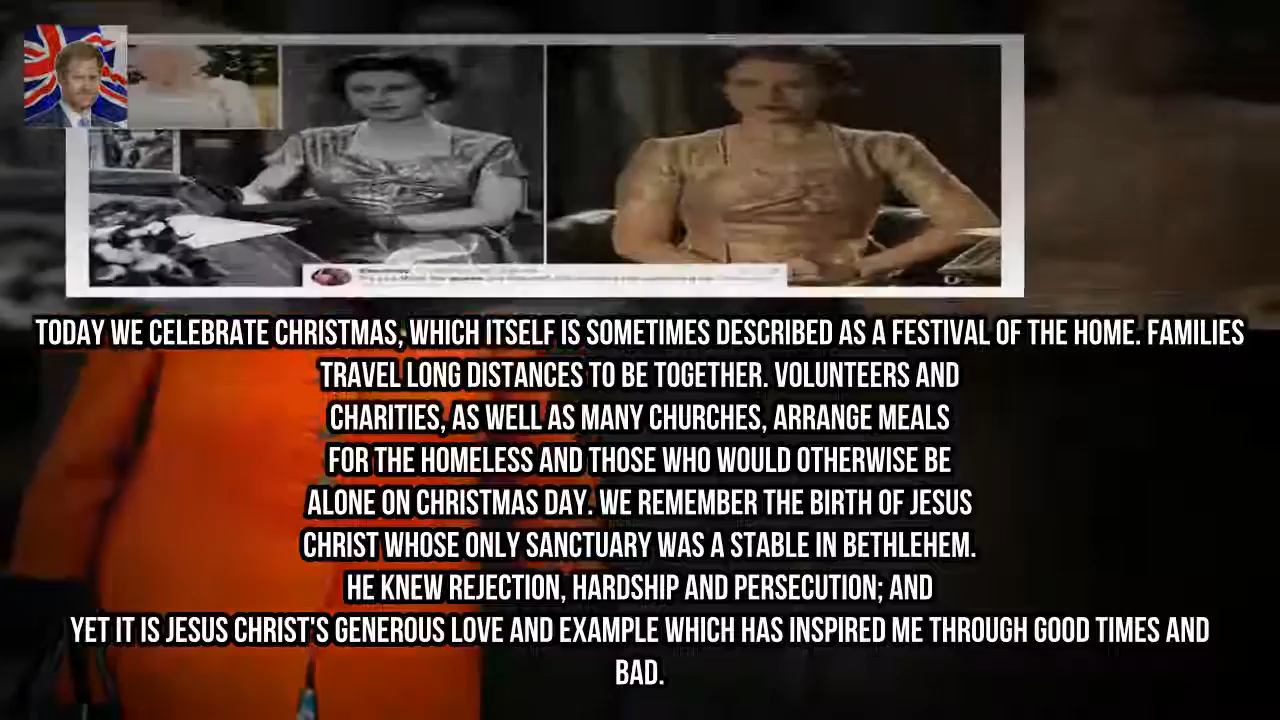 TODAY WE CELEBRATE CHRISTMAS, WHICH ITSELF IS SOMETIMES DESCRIBED AS A FESTIVAL OF THE HOME. FAMILIES
TRAVEL LONG DISTANCES TO BE TOGETHER. VOLUNTEERS AND
CHARITIES, AS WELL AS MANY CHURCHES, ARRANGE MEALS
FOR THE HOMELESS AND THOSE WHO WOULD OTHERWISE BE
ALONE ON CHRISTMAS DAY. WE REMEMBER THE BIRTH OF JESUS
CHRIST WHOSE ONLY SANCTUARY WAS A STABLE IN BETHLEHEM.
HE KNEW REJECTION, HARDSHIP AND PERSECUTION; AND
YET IT IS JESUS CHRIST'S GENEROUS LOVE AND EXAMPLE WHICH HAS INSPIRED ME THROUGH GOOD TIMES AND
BAD.